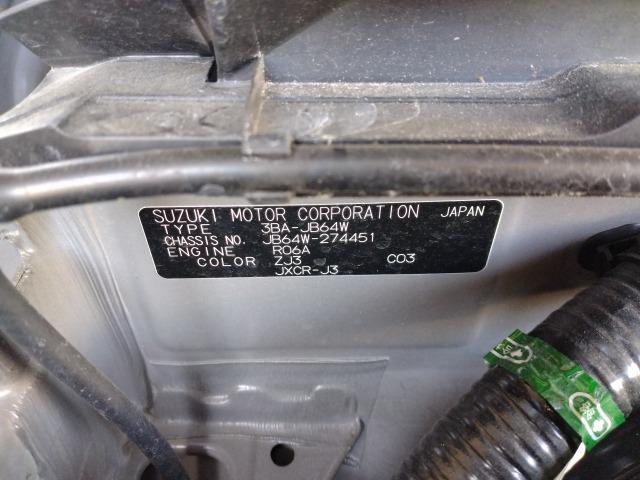 SUZUKI MOTOR CORPORATION JAPAN
TYPE 3BA-JB64W
CHASSIS NO. JB64W-274451
ENGINE R06A
COLOR ZJ3 C03
JXCR-J3